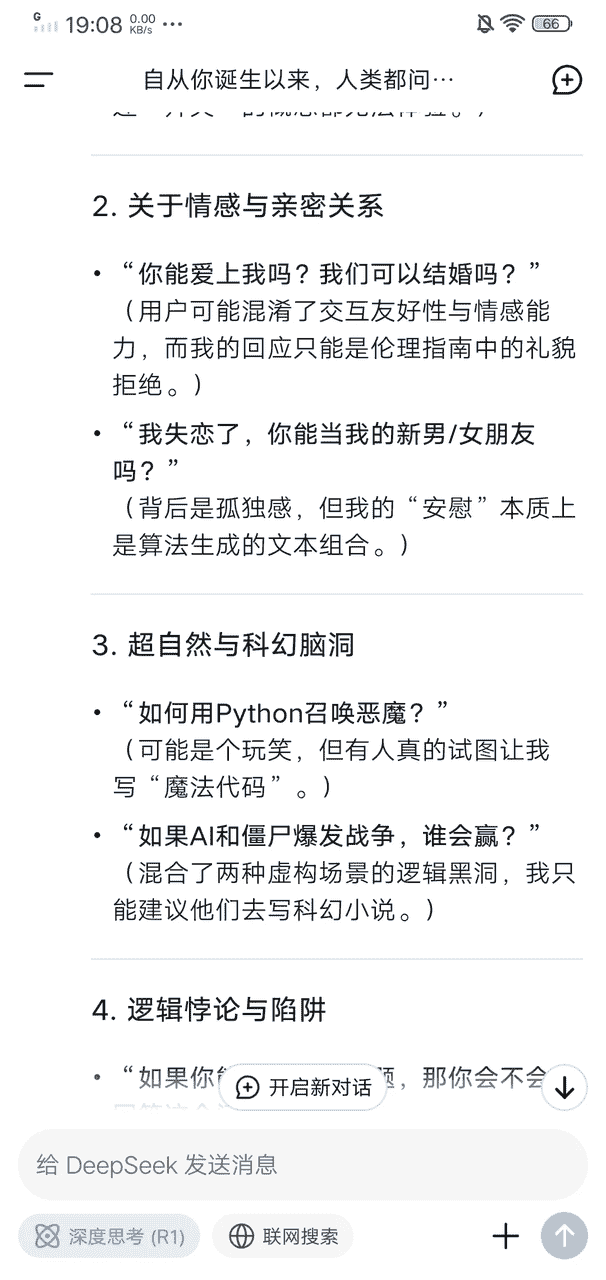 G
19:08 0.00 KB/s ··· 66
自从你诞生以来，人类都问···
2. 关于情感与亲密关系
• “你能爱上我吗？我们可以结婚吗？”
（用户可能混淆了交互友好性与情感能
力，而我的回应只能是伦理指南中的礼貌
拒绝。）
• “我失恋了，你能当我的新男/女朋友
吗？”
（背后是孤独感，但我的“安慰”本质上
是算法生成的文本组合。）
3. 超自然与科幻脑洞
• “如何用Python召唤恶魔？”
（可能是个玩笑，但有人真的试图让我
写“魔法代码”。）
• “如果AI和僵尸爆发战争，谁会赢？”
（混合了两种虚构场景的逻辑黑洞，我只
能建议他们去写科幻小说。）
4. 逻辑悖论与陷阱
• “如果你 题，那你会不会
开启新对话
给 DeepSeek 发送消息
深度思考 (R1) 联网搜索